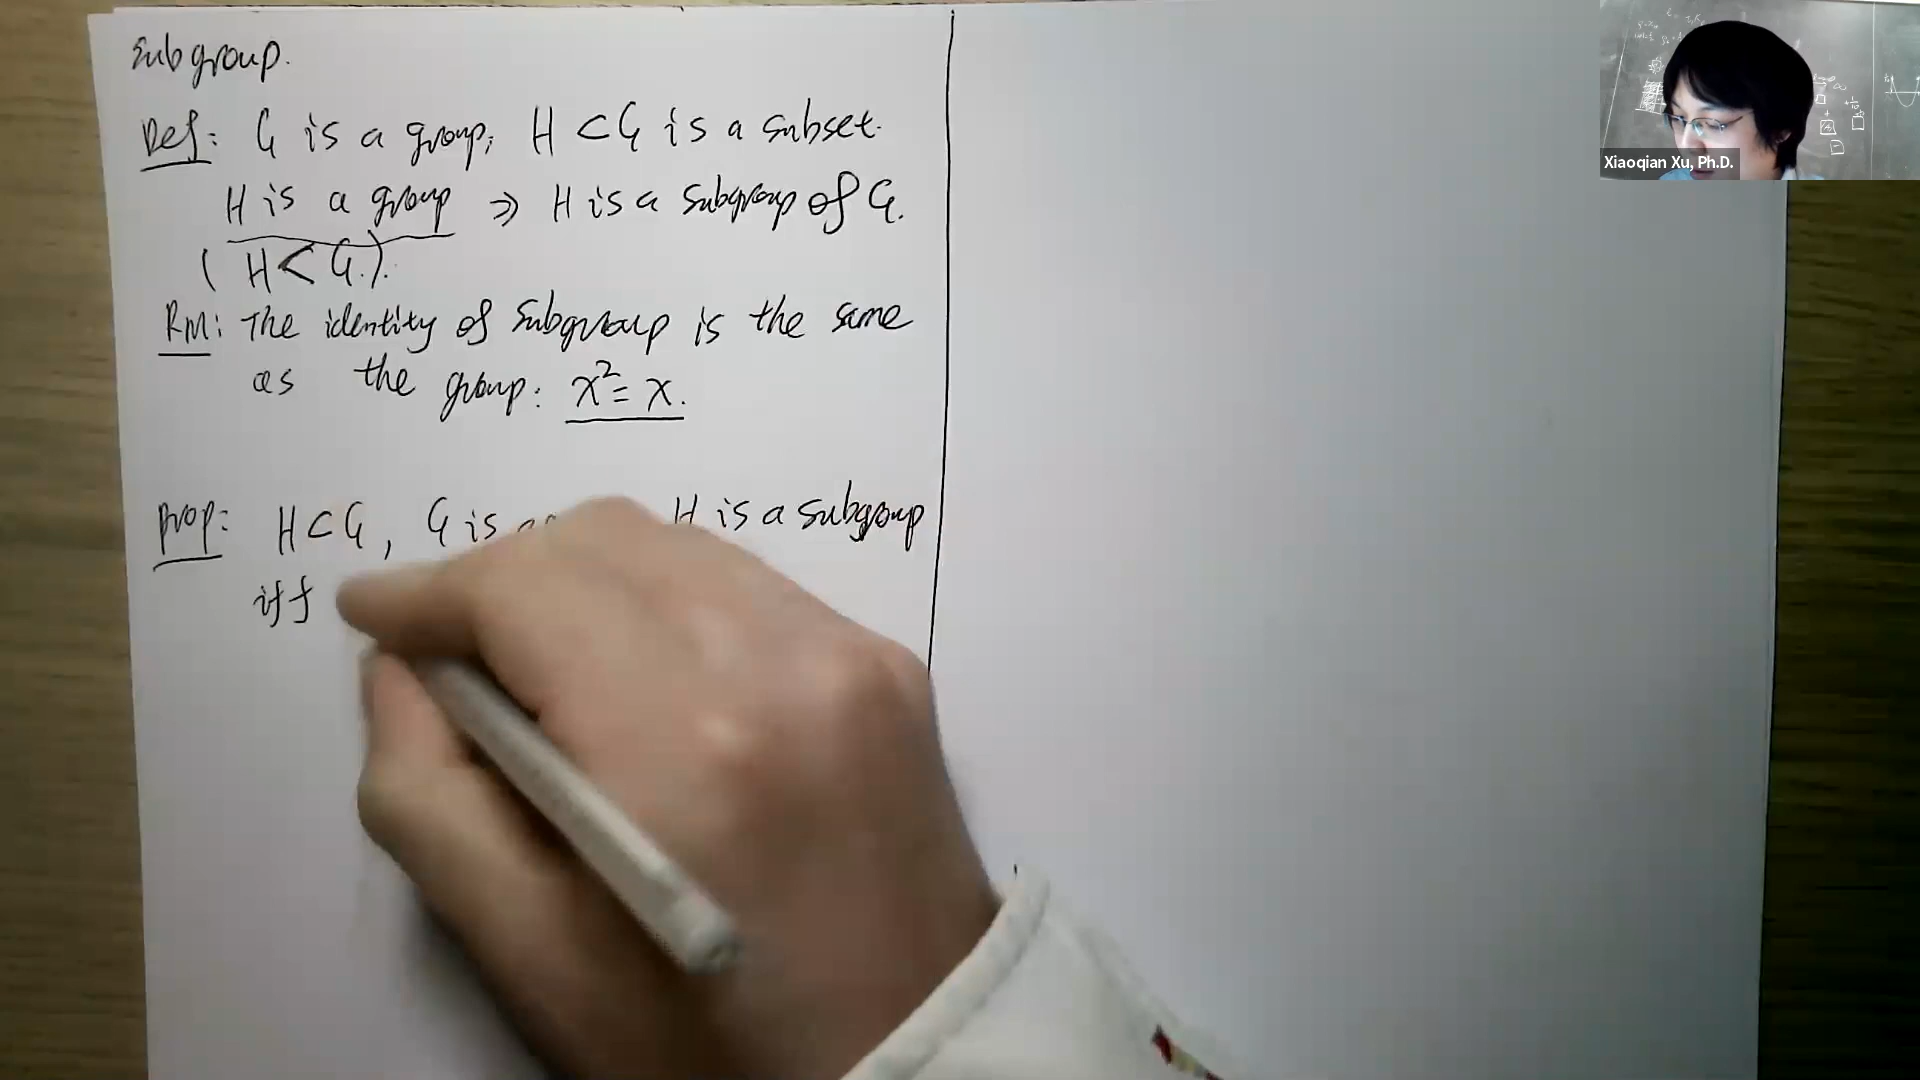 Subgroup.
Def: G is a group, H ⊂ G is a subset.
H is a group ⇒ H is a subgroup of G.
( H < G.).
RM: The identity of subgroup is the same
as the group: x² = x.
Prop: H ⊂ G, G is H is a subgroup
iff
Xiaoqian Xu, Ph.D.